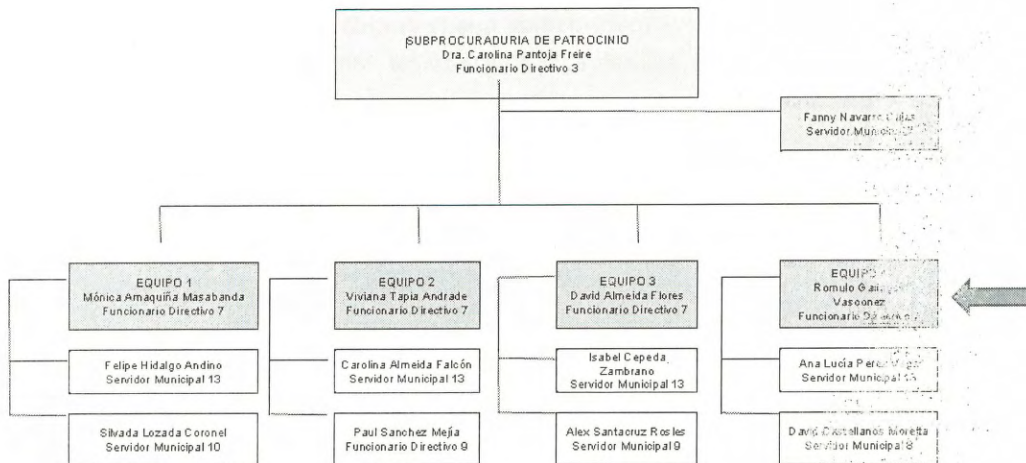 SUBPROCURADURIA DE PATROCINIO
Dra. Carolina Pantoja Freire
Funcionario Directivo 3
Fanny Navarro
Servidor Municipal
EQUIPO 1
Mónica Amaquiña Masabanda
Funcionario Directivo 7
Felipe Hidalgo Andino
Servidor Municipal 13
Silvada Lozada Coronel
Servidor Municipal 10
EQUIPO 2
Viviana Tapia Andrade
Funcionario Directivo 7
Carolina Almeida Falcón
Servidor Municipal 13
Paul Sanchez Mejía
Funcionario Directivo 9
EQUIPO 3
David Almeida Flores
Funcionario Directivo 7
Isabel Cepeda
Zambrano
Servidor Municipal 13
Alex Santacruz Rosles
Servidor Municipal 9
EQUIPO
Romulo
Vasconez
Funcionario Directivo
Ana Lucía
Servidor Municipal
David Castellanos Moretta
Servidor Municipal 8